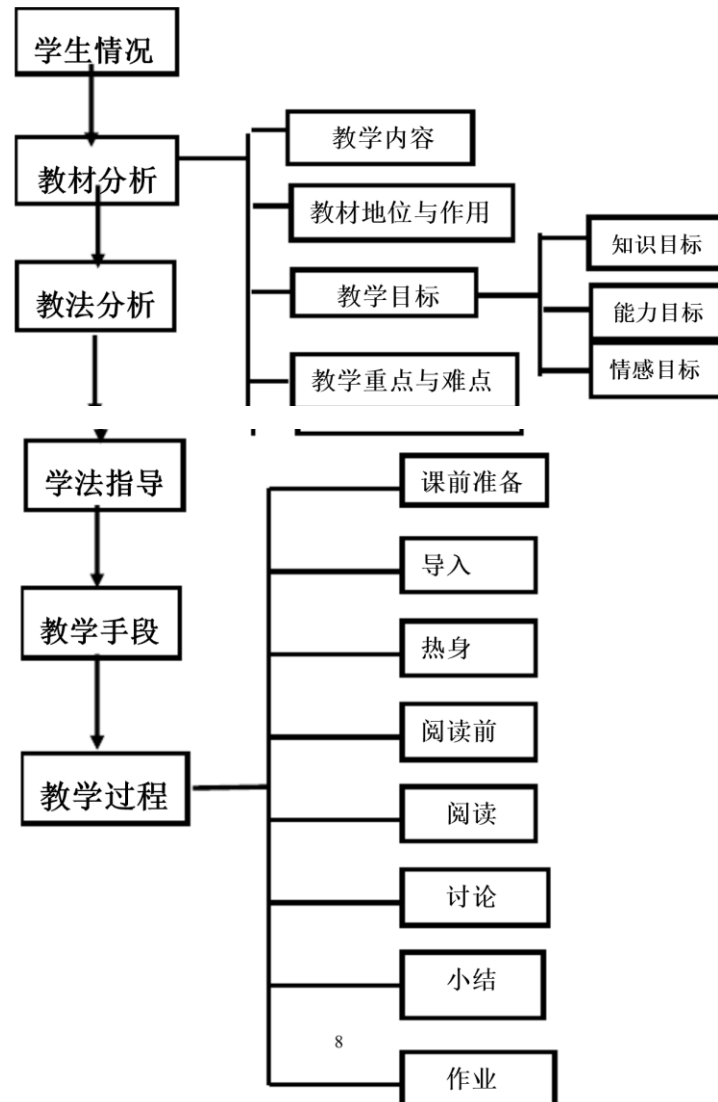 学生情况
教材分析
教学内容
教材地位与作用
教法分析
教学目标
知识目标
能力目标
教学重点与难点
情感目标
学法指导
课前准备
导入
教学手段
热身
阅读前
教学过程
阅读
讨论
小结
8
作业